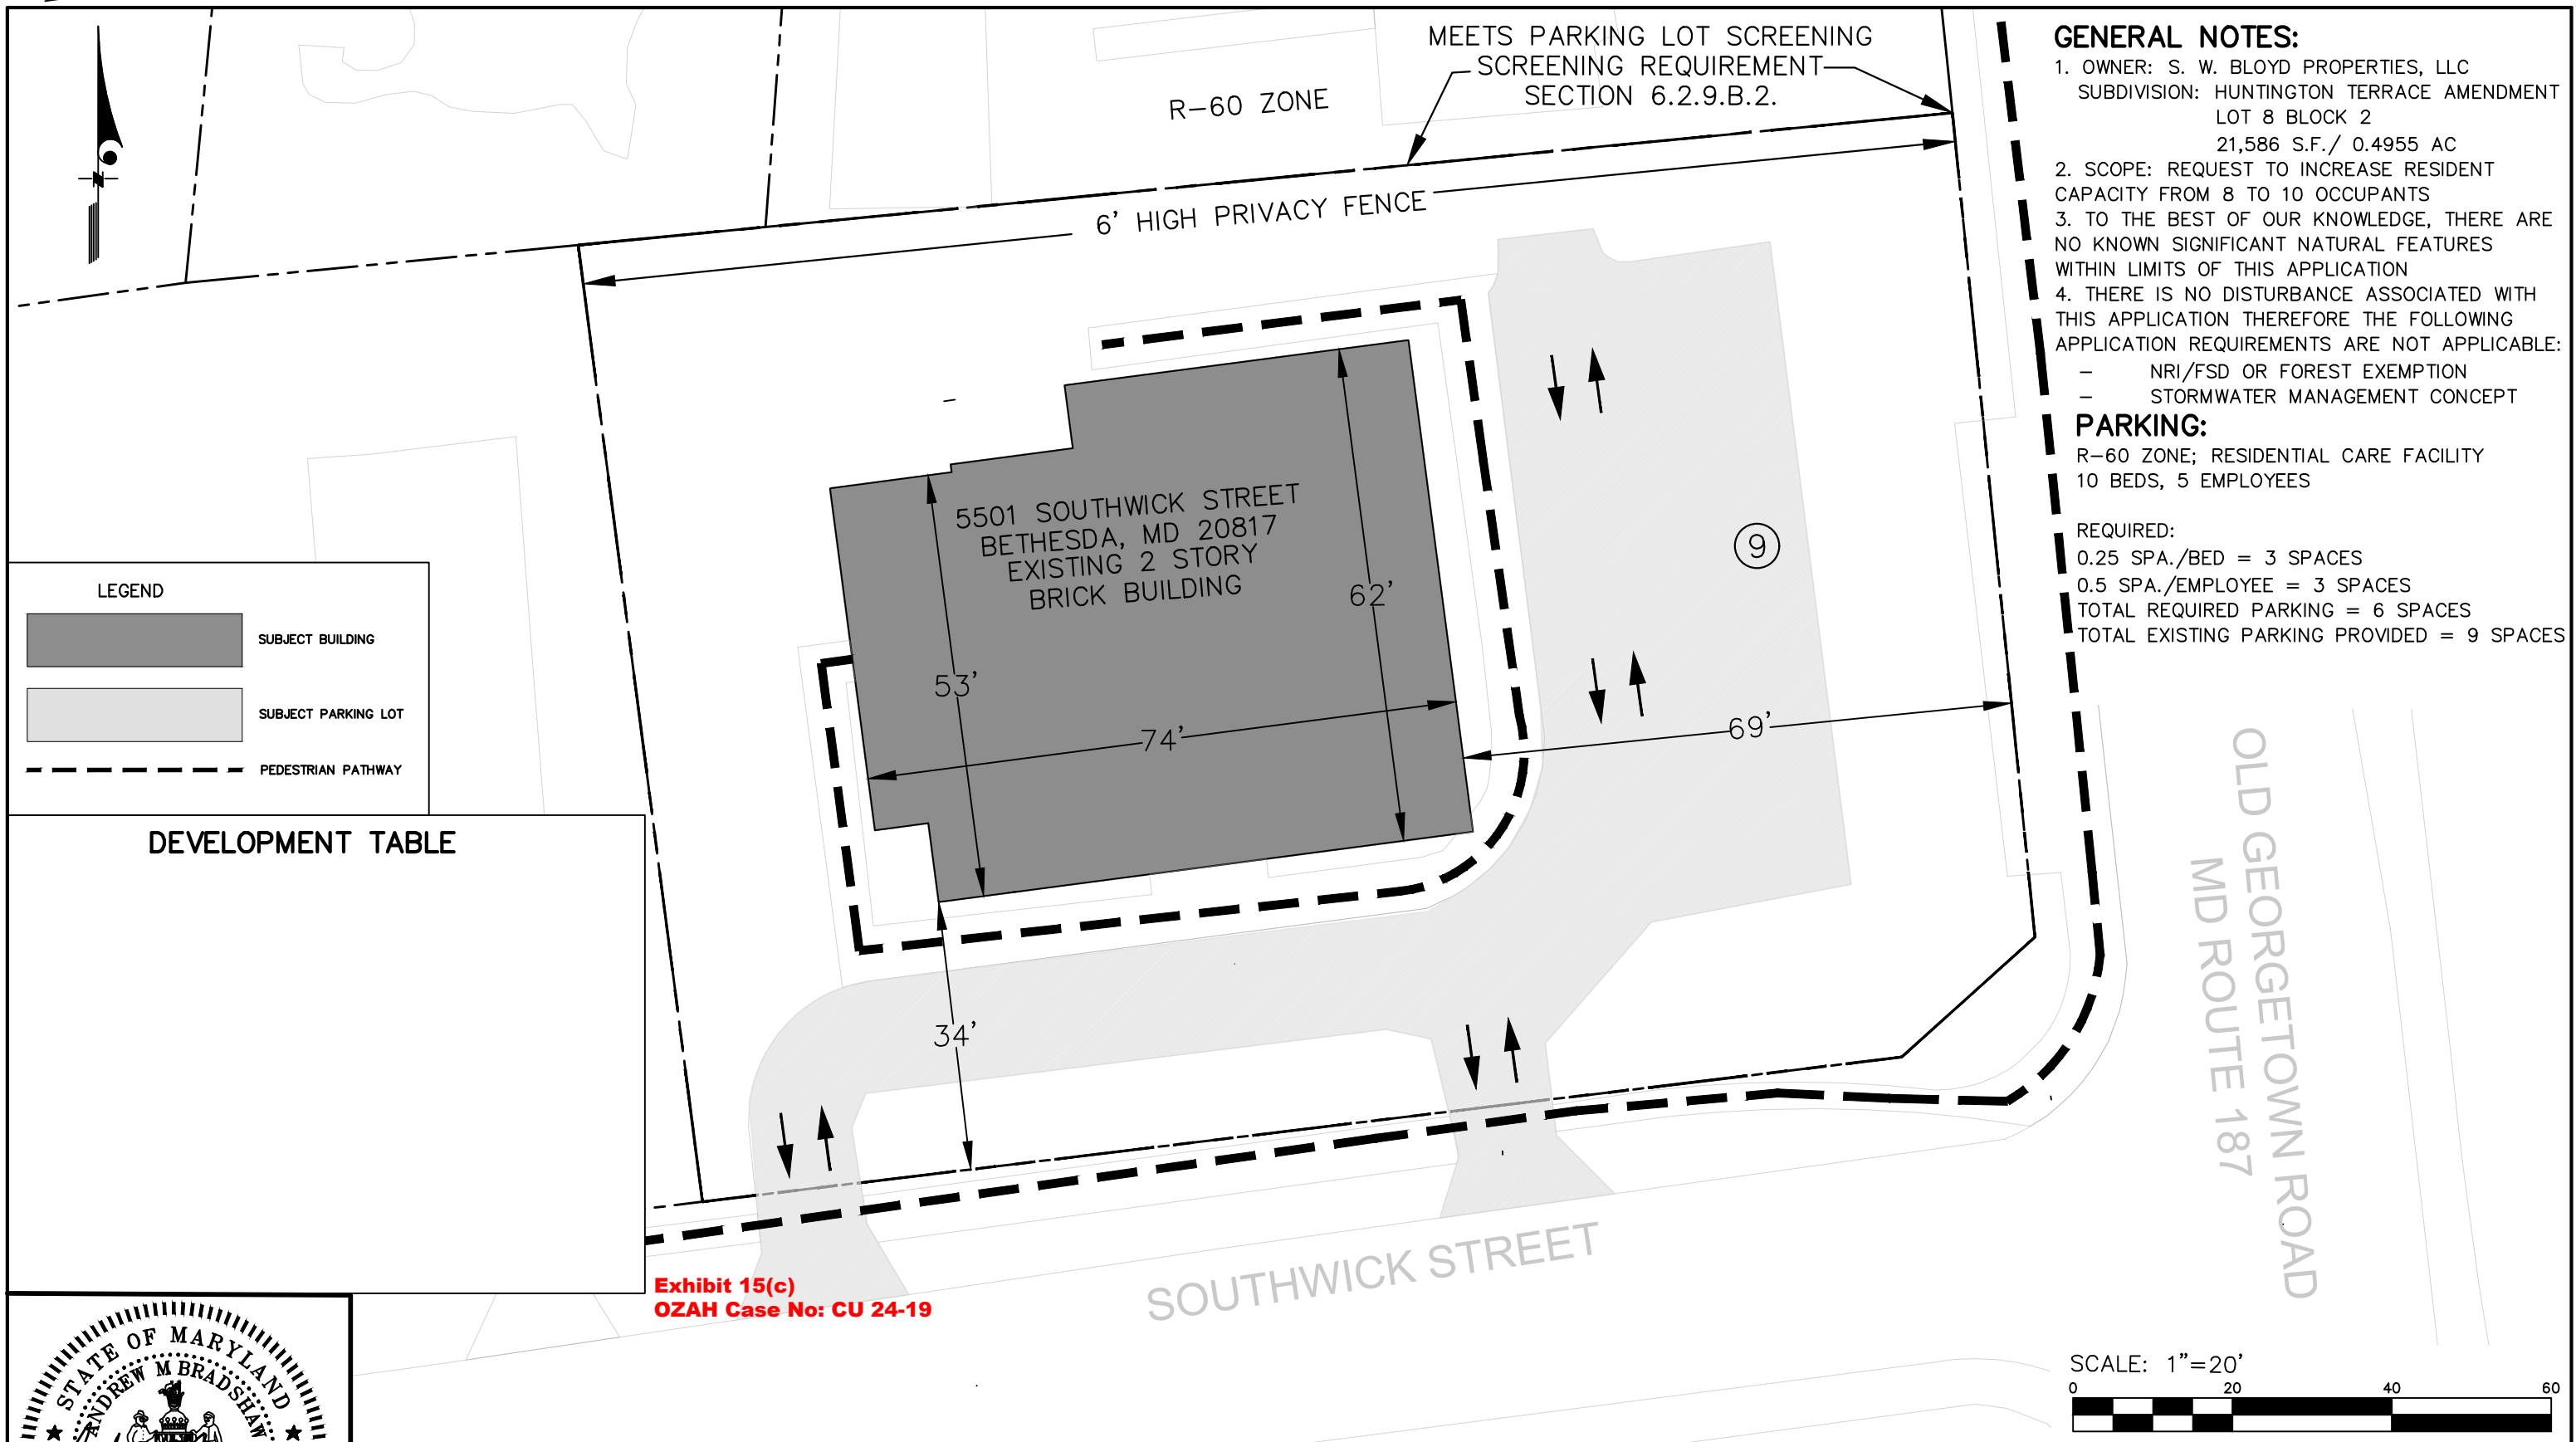 MEETS PARKING LOT SCREENING
SCREENING REQUIREMENT
SECTION 6.2.9.B.2.
R-60 ZONE
6' HIGH PRIVACY FENCE
5501 SOUTHWICK STREET
BETHESDA, MD 20817
EXISTING 2 STORY
BRICK BUILDING
62'
53'
74'
69'
34'
9
GENERAL NOTES:
1. OWNER: S. W. BLOYD PROPERTIES, LLC
SUBDIVISION: HUNTINGTON TERRACE AMENDMENT
LOT 8 BLOCK 2
21,586 S.F./ 0.4955 AC
2. SCOPE: REQUEST TO INCREASE RESIDENT
CAPACITY FROM 8 TO 10 OCCUPANTS
3. TO THE BEST OF OUR KNOWLEDGE, THERE ARE
NO KNOWN SIGNIFICANT NATURAL FEATURES
WITHIN LIMITS OF THIS APPLICATION
4. THERE IS NO DISTURBANCE ASSOCIATED WITH
THIS APPLICATION THEREFORE THE FOLLOWING
APPLICATION REQUIREMENTS ARE NOT APPLICABLE:
- NRI/FSD OR FOREST EXEMPTION
- STORMWATER MANAGEMENT CONCEPT
PARKING:
R-60 ZONE; RESIDENTIAL CARE FACILITY
10 BEDS, 5 EMPLOYEES
REQUIRED:
0.25 SPA./BED = 3 SPACES
0.5 SPA./EMPLOYEE = 3 SPACES
TOTAL REQUIRED PARKING = 6 SPACES
TOTAL EXISTING PARKING PROVIDED = 9 SPACES
LEGEND
SUBJECT BUILDING
SUBJECT PARKING LOT
PEDESTRIAN PATHWAY
DEVELOPMENT TABLE
OLD GEORGETOWN ROAD
MD ROUTE 187
SOUTHWICK STREET
Exhibit 15(c)
OZAH Case No: CU 24-19
STATE OF MARYLAND
ANDREW M BRADSHAW
SCALE: 1"=20'
0 20 40 60